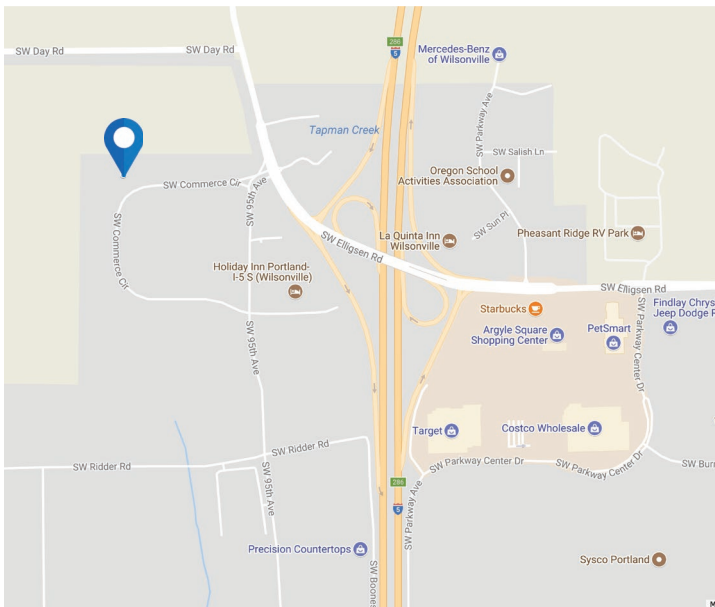 286
5
SW Day Rd
SW Day Rd
Mercedes-Benz
of Wilsonville
SW Parkway Ave
Tapman Creek
SW Salish Ln
Oregon School
Activities Association
SW Commerce Cir
SW 95th Ave
SW Commerce Cir
SW Sun Pl
Pheasant Ridge RV Park
La Quinta Inn
Wilsonville
SW Elligsen Rd
Holiday Inn Portland-
I-5 S (Wilsonville)
SW Elligsen Rd
Starbucks
Findlay Chrys
Jeep Dodge R
Argyle Square
Shopping Center
PetSmart
SW Parkway Center Dr
SW 95th Ave
Target
Costco Wholesale
SW Ridder Rd
SW Ridder Rd
SW Parkway Center Dr
SW Parkway Center Dr
SW Burn
SW 95th Ave
286
5
SW Parkway Ave
Precision Countertops
SW Boones
Sysco Portland
M